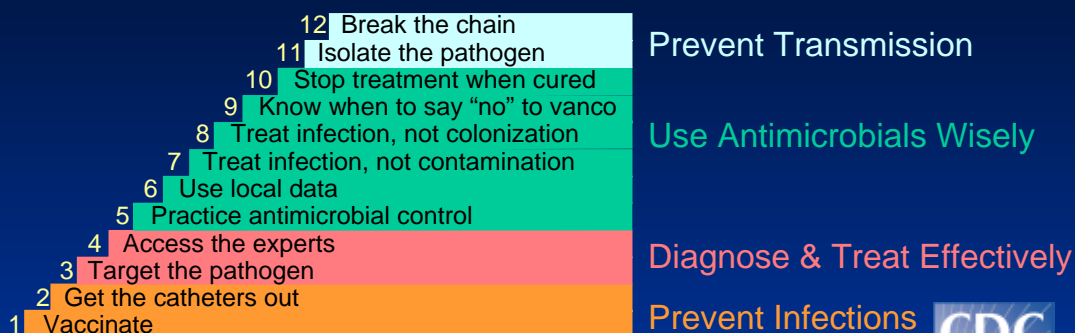 12 Break the chain
11 Isolate the pathogen
Prevent Transmission
10 Stop treatment when cured
9 Know when to say “no” to vanco
8 Treat infection, not colonization
Use Antimicrobials Wisely
7 Treat infection, not contamination
6 Use local data
5 Practice antimicrobial control
4 Access the experts
Diagnose & Treat Effectively
3 Target the pathogen
2 Get the catheters out
Prevent Infections
1 Vaccinate
CDC